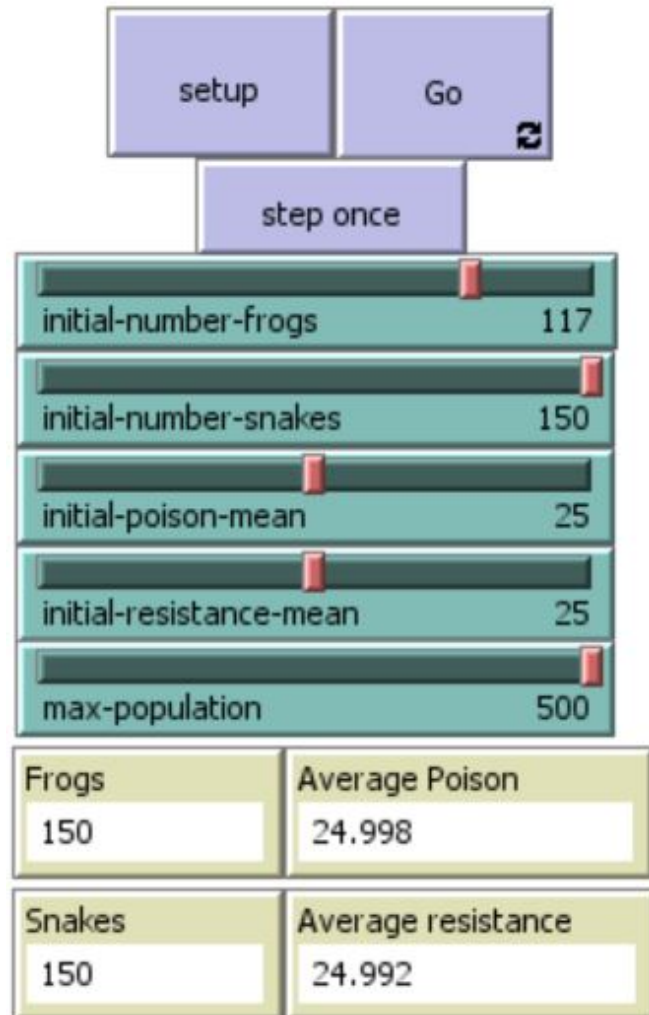 setup
Go
step once
initial-number-frogs 117
initial-number-snakes 150
initial-poison-mean 25
initial-resistance-mean 25
max-population 500
Frogs
150
Average Poison
24.998
Snakes
150
Average resistance
24.992